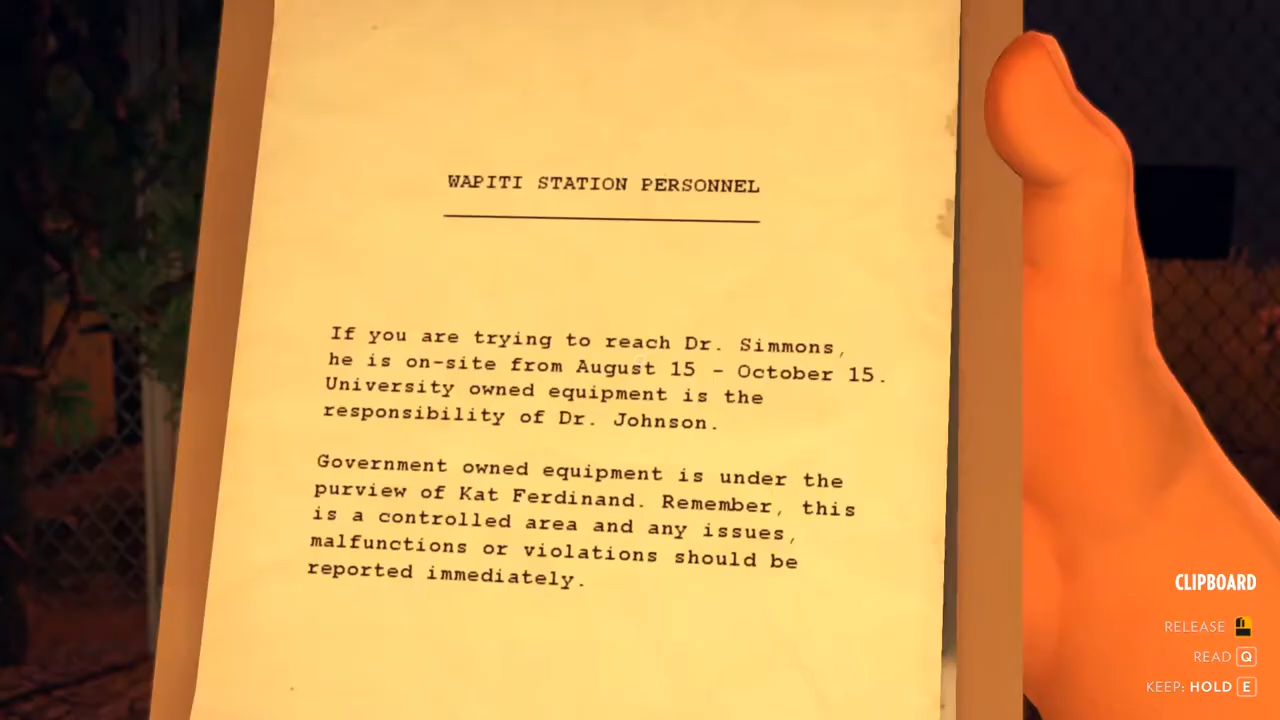 WAPITI STATION PERSONNEL
If you are trying to reach Dr. Simmons,
he is on-site from August 15 - October 15.
University owned equipment is the
responsibility of Dr. Johnson.
Government owned equipment is under the
purview of Kat Ferdinand. Remember, this
is a controlled area and any issues,
malfunctions or violations should be
reported immediately.
CLIPBOARD
RELEASE
READ Q
KEEP: HOLD E